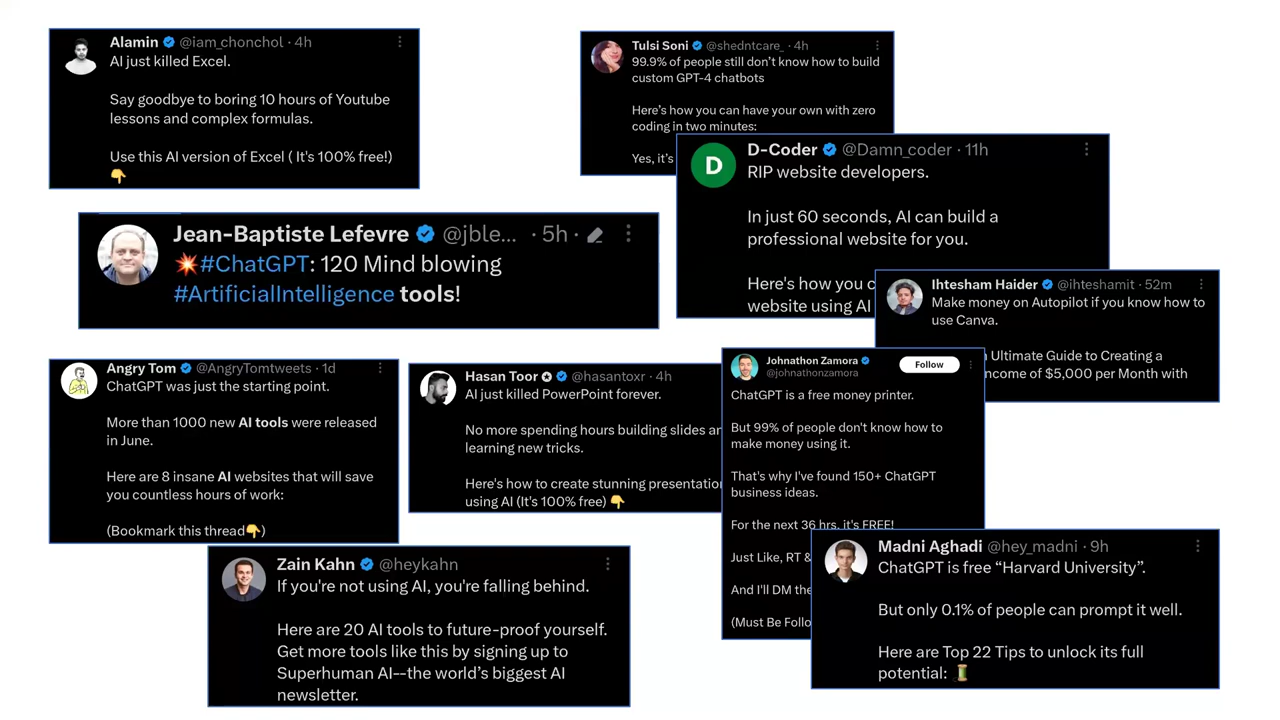 Alamin @iam_chonchol · 4h
AI just killed Excel.
Say goodbye to boring 10 hours of Youtube
lessons and complex formulas.
Use this AI version of Excel ( It's 100% free!)
👇
Tulsi Soni @shedntcare_ · 4h
99.9% of people still don't know how to build
custom GPT-4 chatbots
Here's how you can have your own with zero
coding in two minutes:
Yes, it's
D-Coder @Damn_coder · 11h
RIP website developers.
In just 60 seconds, AI can build a
professional website for you.
Here's how you c
website using AI
Jean-Baptiste Lefevre @jble... · 5h ·
💥#ChatGPT: 120 Mind blowing
#ArtificialIntelligence tools!
Ihtesham Haider @ihteshamit · 52m
Make money on Autopilot if you know how to
use Canva.
Ultimate Guide to Creating a
ncome of $5,000 per Month with
Angry Tom @AngryTomtweets · 1d
ChatGPT was just the starting point.
More than 1000 new AI tools were released
in June.
Here are 8 insane AI websites that will save
you countless hours of work:
(Bookmark this thread👇)
Hasan Toor @hasantoxr · 4h
AI just killed PowerPoint forever.
No more spending hours building slides an
learning new tricks.
Here's how to create stunning presentatio
using AI (It's 100% free) 👇
Johnathon Zamora
Follow
@johnathonzamora
ChatGPT is a free money printer.
But 99% of people don't know how to
make money using it.
That's why I've found 150+ ChatGPT
business ideas.
For the next 36 hrs, it's FREE!
Just Like, RT &
And I'll DM the
(Must Be Follo
Zain Kahn @heykahn
If you're not using AI, you're falling behind.
Here are 20 AI tools to future-proof yourself.
Get more tools like this by signing up to
Superhuman AI--the world's biggest AI
newsletter.
D
Madni Aghadi @hey_madni · 9h
ChatGPT is free “Harvard University”.
But only 0.1% of people can prompt it well.
Here are Top 22 Tips to unlock its full
potential: 🧵